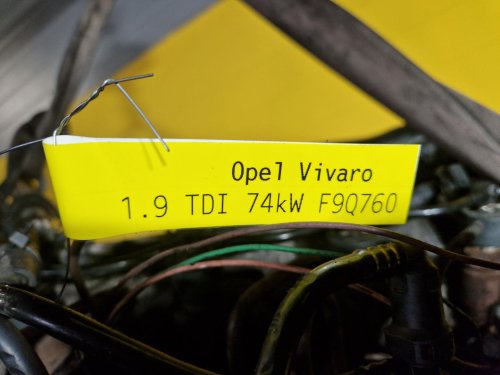 Opel Vivaro
1.9 TDI 74kW F9Q760